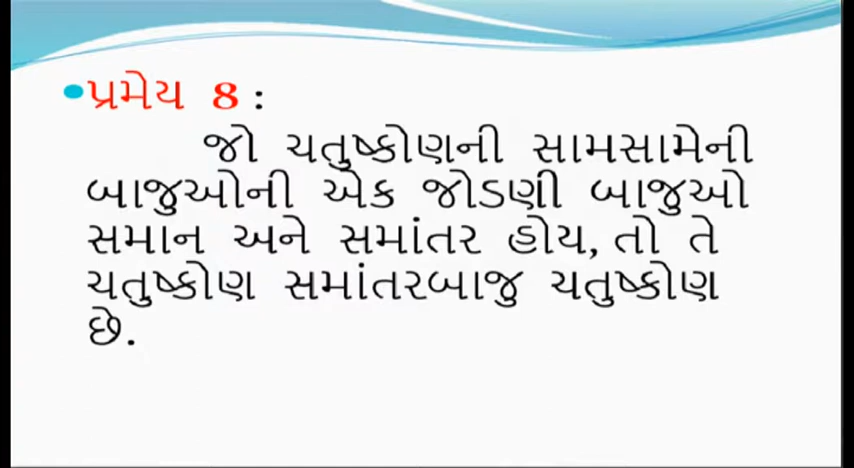 પ્રમેય 8 :
જો ચતુષ્કોણની સામસામેની
બાજુઓની એક જોડણી બાજુઓ
સમાન અને સમાંતર હોય, તો તે
ચતુષ્કોણ સમાંતરબાજુ ચતુષ્કોણ
છે.